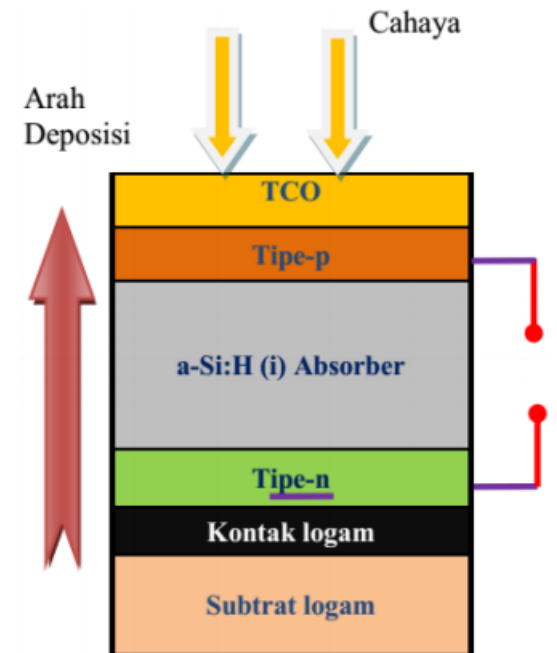 Cahaya
Arah
Deposisi
TCO
Tipe-p
a-Si:H (i) Absorber
Tipe-n
Kontak logam
Subtrat logam